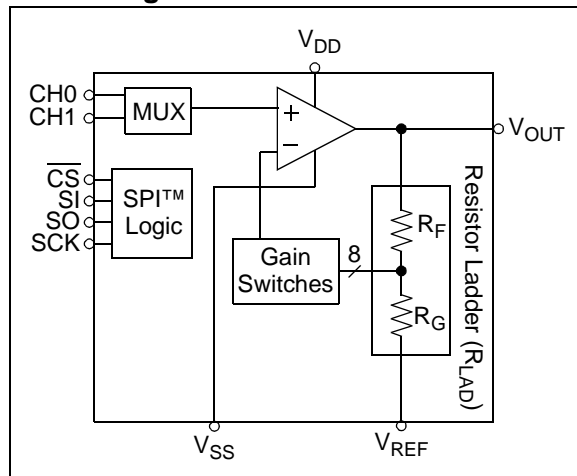 V_DD
CH0
CH1
MUX
+
−
V_OUT
CS
SI
SO
SCK
SPI™
Logic
Gain
Switches
8
R_F
R_G
Resistor Ladder (R_LAD)
V_SS
V_REF